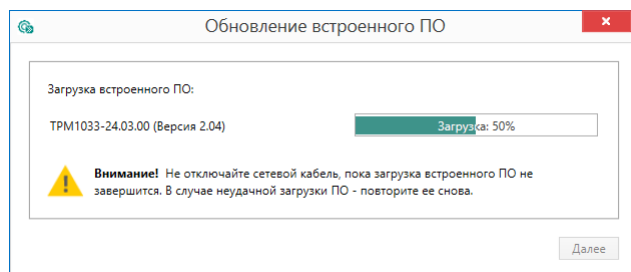 Обновление встроенного ПО
Загрузка встроенного ПО:
ТРМ1033-24.03.00 (Версия 2.04)
Загрузка: 50%
Внимание! Не отключайте сетевой кабель, пока загрузка встроенного ПО не
завершится. В случае неудачной загрузки ПО - повторите ее снова.
Далее